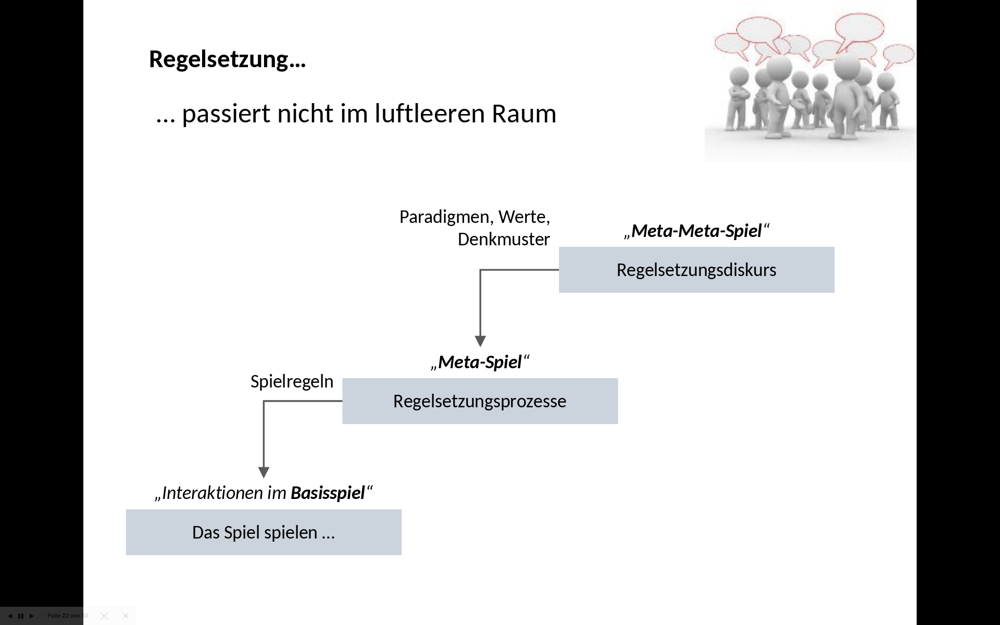 Regelsetzung…
… passiert nicht im luftleeren Raum
Paradigmen, Werte,
Denkmuster
„Meta-Meta-Spiel“
Regelsetzungsdiskurs
„Meta-Spiel“
Spielregeln
Regelsetzungsprozesse
„Interaktionen im Basisspiel“
Das Spiel spielen …
Folie 22 von 50